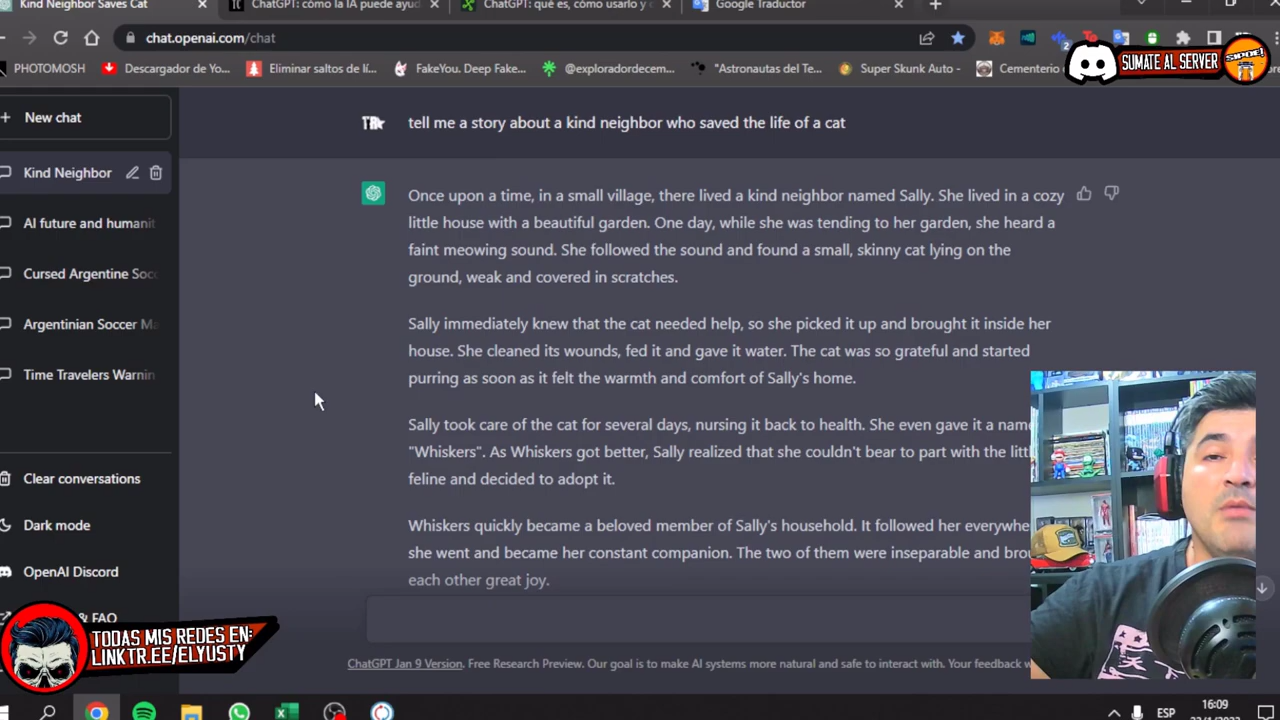 Kind Neighbor Saves Cat
ChatGPT: cómo la IA puede ayud
ChatGPT: qué es, cómo usarlo y
Google Traductor
chat.openai.com/chat
PHOTOMOSH
Descargador de Yo...
Eliminar saltos de lí...
FakeYou. Deep Fake...
@exploradordecem...
"Astronautas del Te...
Super Skunk Auto -
Cementerio
SUMATE AL SERVER
New chat
tell me a story about a kind neighbor who saved the life of a cat
Kind Neighbor
AI future and humanit
Cursed Argentine Soc
Argentinian Soccer Ma
Time Travelers Warnin
Once upon a time, in a small village, there lived a kind neighbor named Sally. She lived in a cozy
little house with a beautiful garden. One day, while she was tending to her garden, she heard a
faint meowing sound. She followed the sound and found a small, skinny cat lying on the
ground, weak and covered in scratches.
Sally immediately knew that the cat needed help, so she picked it up and brought it inside her
house. She cleaned its wounds, fed it and gave it water. The cat was so grateful and started
purring as soon as it felt the warmth and comfort of Sally's home.
Sally took care of the cat for several days, nursing it back to health. She even gave it a name
"Whiskers". As Whiskers got better, Sally realized that she couldn't bear to part with the littl
feline and decided to adopt it.
Whiskers quickly became a beloved member of Sally's household. It followed her everywhe
she went and became her constant companion. The two of them were inseparable and brou
each other great joy.
Clear conversations
Dark mode
OpenAI Discord
& FAQ
TODAS MIS REDES EN:
LINKTR.EE/ELYUSTY
ChatGPT Jan 9 Version. Free Research Preview. Our goal is to make AI systems more natural and safe to interact with. Your feedback w
16:09
ESP